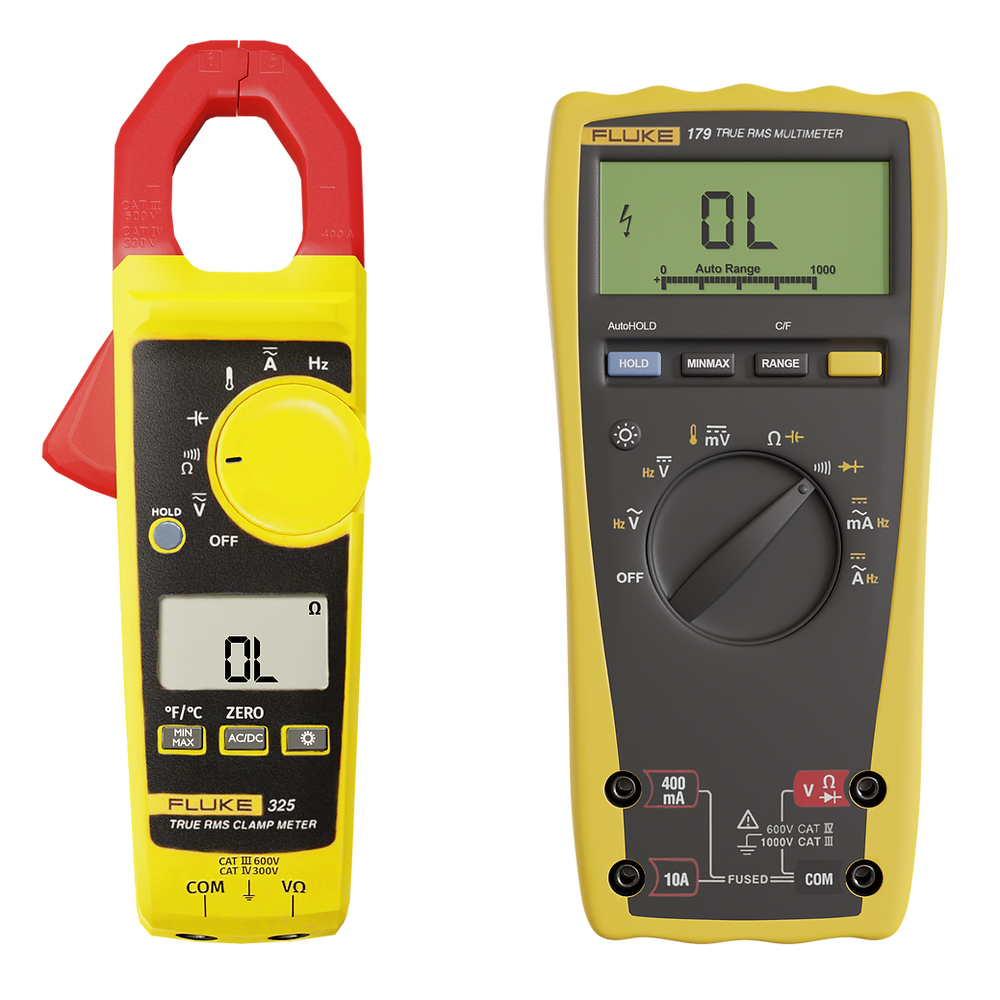 CAT III
600V
CAT IV
300V
400 A
A
Hz
Ω
V
HOLD
OFF
Ω
OL
°F/°C
ZERO
MIN
MAX
AC/DC
FLUKE 325
TRUE RMS CLAMP METER
CAT III 600V
CAT IV 300V
COM
VΩ
FLUKE 179 TRUE RMS MULTIMETER
OL
0 Auto Range 1000
+
AutoHOLD
C/F
HOLD
MINMAX
RANGE
mV
Ω
Hz V
Hz V
mA Hz
OFF
A Hz
400
mA
V Ω
600V CAT IV
1000V CAT III
10A
FUSED
COM